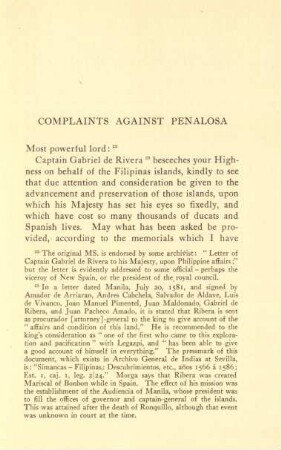 COMPLAINTS AGAINST PENALOSA
Most powerful lord: 22
Captain Gabriel de Rivera 23 beseeches your High-
ness on behalf of the Filipinas islands, kindly to
see that due attention and consideration be given to the
advancement and preservation of those islands, upon
which his Majesty has set his eyes so fixedly, and
which have cost so many thousands of ducats and
Spanish lives. May what has been asked be pro-
vided, according to the memorials which I have
22 The original MS. is endorsed by some archivist: " Letter of
Captain Gabriel de Rivera to his Majesty, upon Philippine affairs;"
but the letter is evidently addressed to some official – perhaps the
viceroy of New Spain, or the president of the royal council.
23 In a letter dated Manila, July 20, 1581, and signed by
Amador de Arriaran, Andres Cabchela, Salvador de Aldave, Luis
de Vivanco, Joan Manuel Pimentel, Juan Maldonado, Gabriel de
Ribera, and Juan Pacheco Amado, it is stated that Ribera is sent
as procurador [attorney]-general to the king to give account of the
" affairs and condition of this land." He is recommended to the
king's consideration as " one of the first who came to this explora-
tion and pacification " with Legazpi, and " has been able to give
a good account of himself in everything." The pressmark of this
document, which exists in Archivo General de Indias at Sevilla,
is: "Simancas – Filipinas; Descubrimientos, etc., años 1566 á 1586;
Est. 1, caj. 1, leg. 2|24." Morga says that Ribera was created
Mariscal of Bonbon while in Spain. The effect of his mission was
the establishment of the Audiencia of Manila, whose president was
to fill the offices of governor and captain-general of the islands.
This was attained after the death of Ronquillo, although that event
was unknown in court at the time.